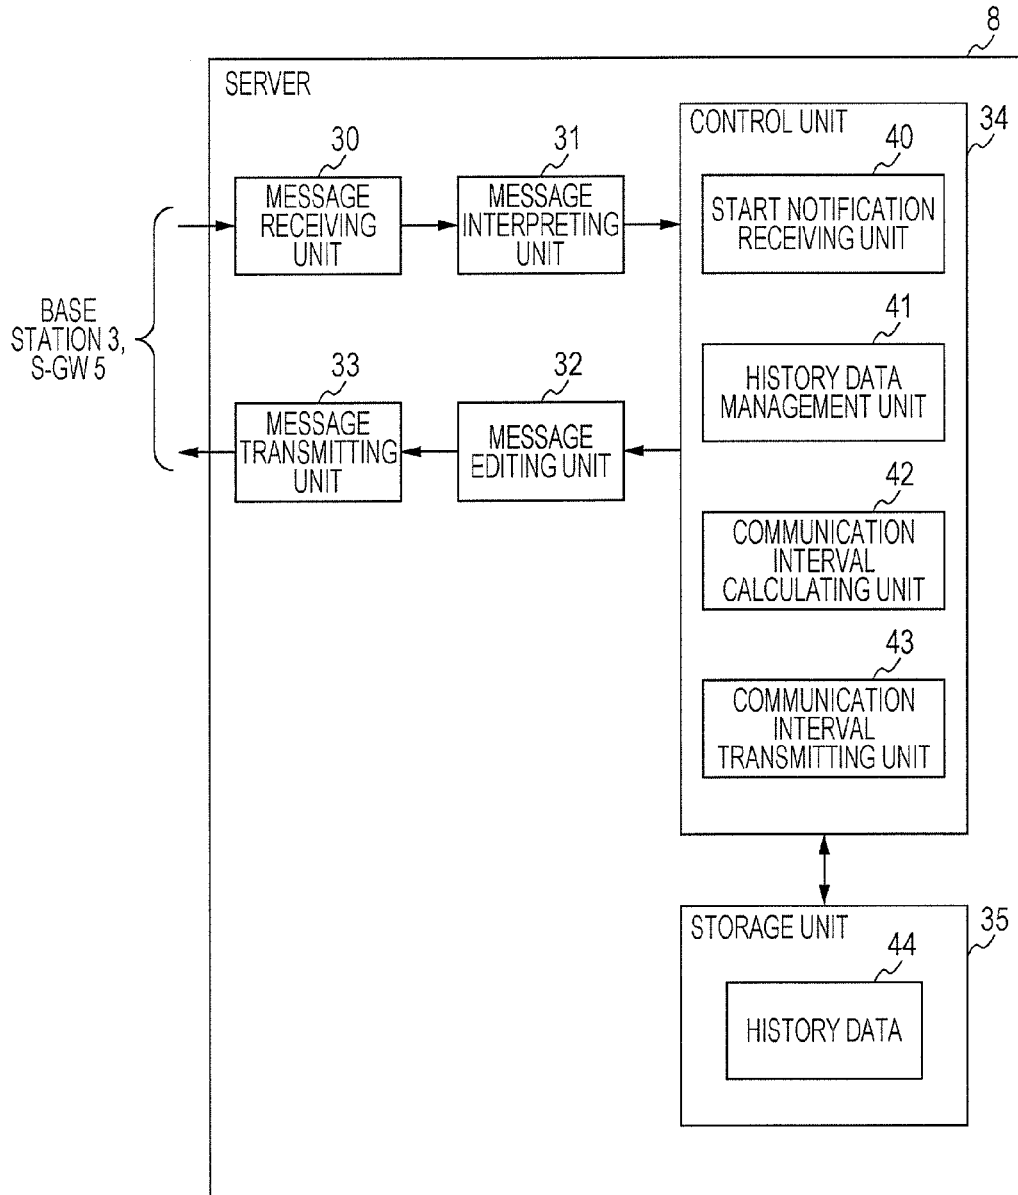 8
SERVER
CONTROL UNIT
34
30
MESSAGE
RECEIVING
UNIT
31
MESSAGE
INTERPRETING
UNIT
40
START NOTIFICATION
RECEIVING UNIT
BASE
STATION 3,
S-GW 5
41
HISTORY DATA
MANAGEMENT UNIT
33
MESSAGE
TRANSMITTING
UNIT
32
MESSAGE
EDITING UNIT
42
COMMUNICATION
INTERVAL
CALCULATING UNIT
43
COMMUNICATION
INTERVAL
TRANSMITTING UNIT
STORAGE UNIT
35
44
HISTORY DATA